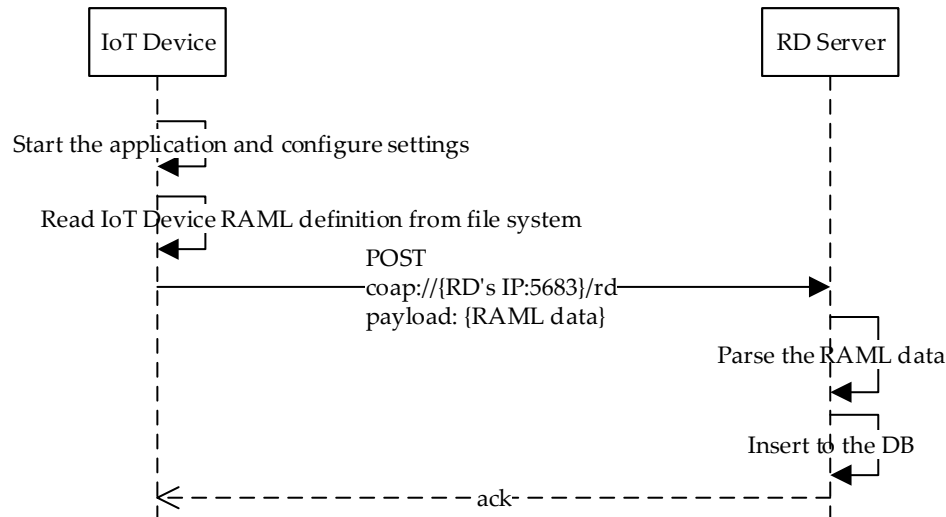 IoT Device
RD Server
Start the application and configure settings
Read IoT Device RAML definition from file system
POST
coap://{RD's IP:5683}/rd
payload: {RAML data}
Parse the RAML data
Insert to the DB
ack